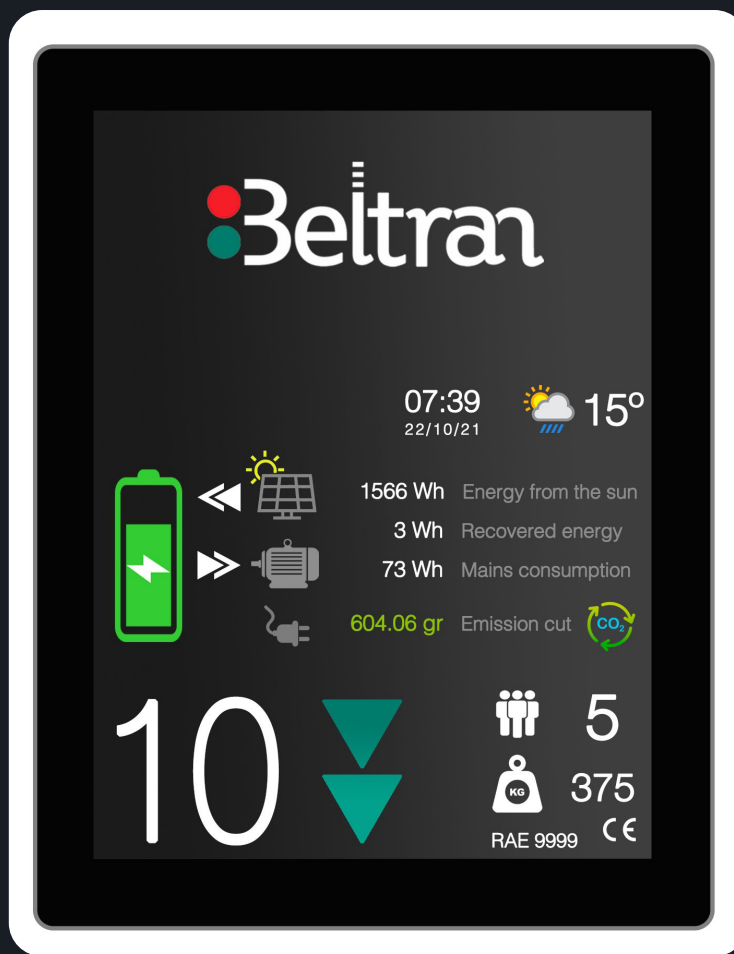 Beltran
07:39
22/10/21
15º
1566 Wh Energy from the sun
3 Wh Recovered energy
73 Wh Mains consumption
604.06 gr Emission cut CO₂
10
5
KG 375
RAE 9999 CE